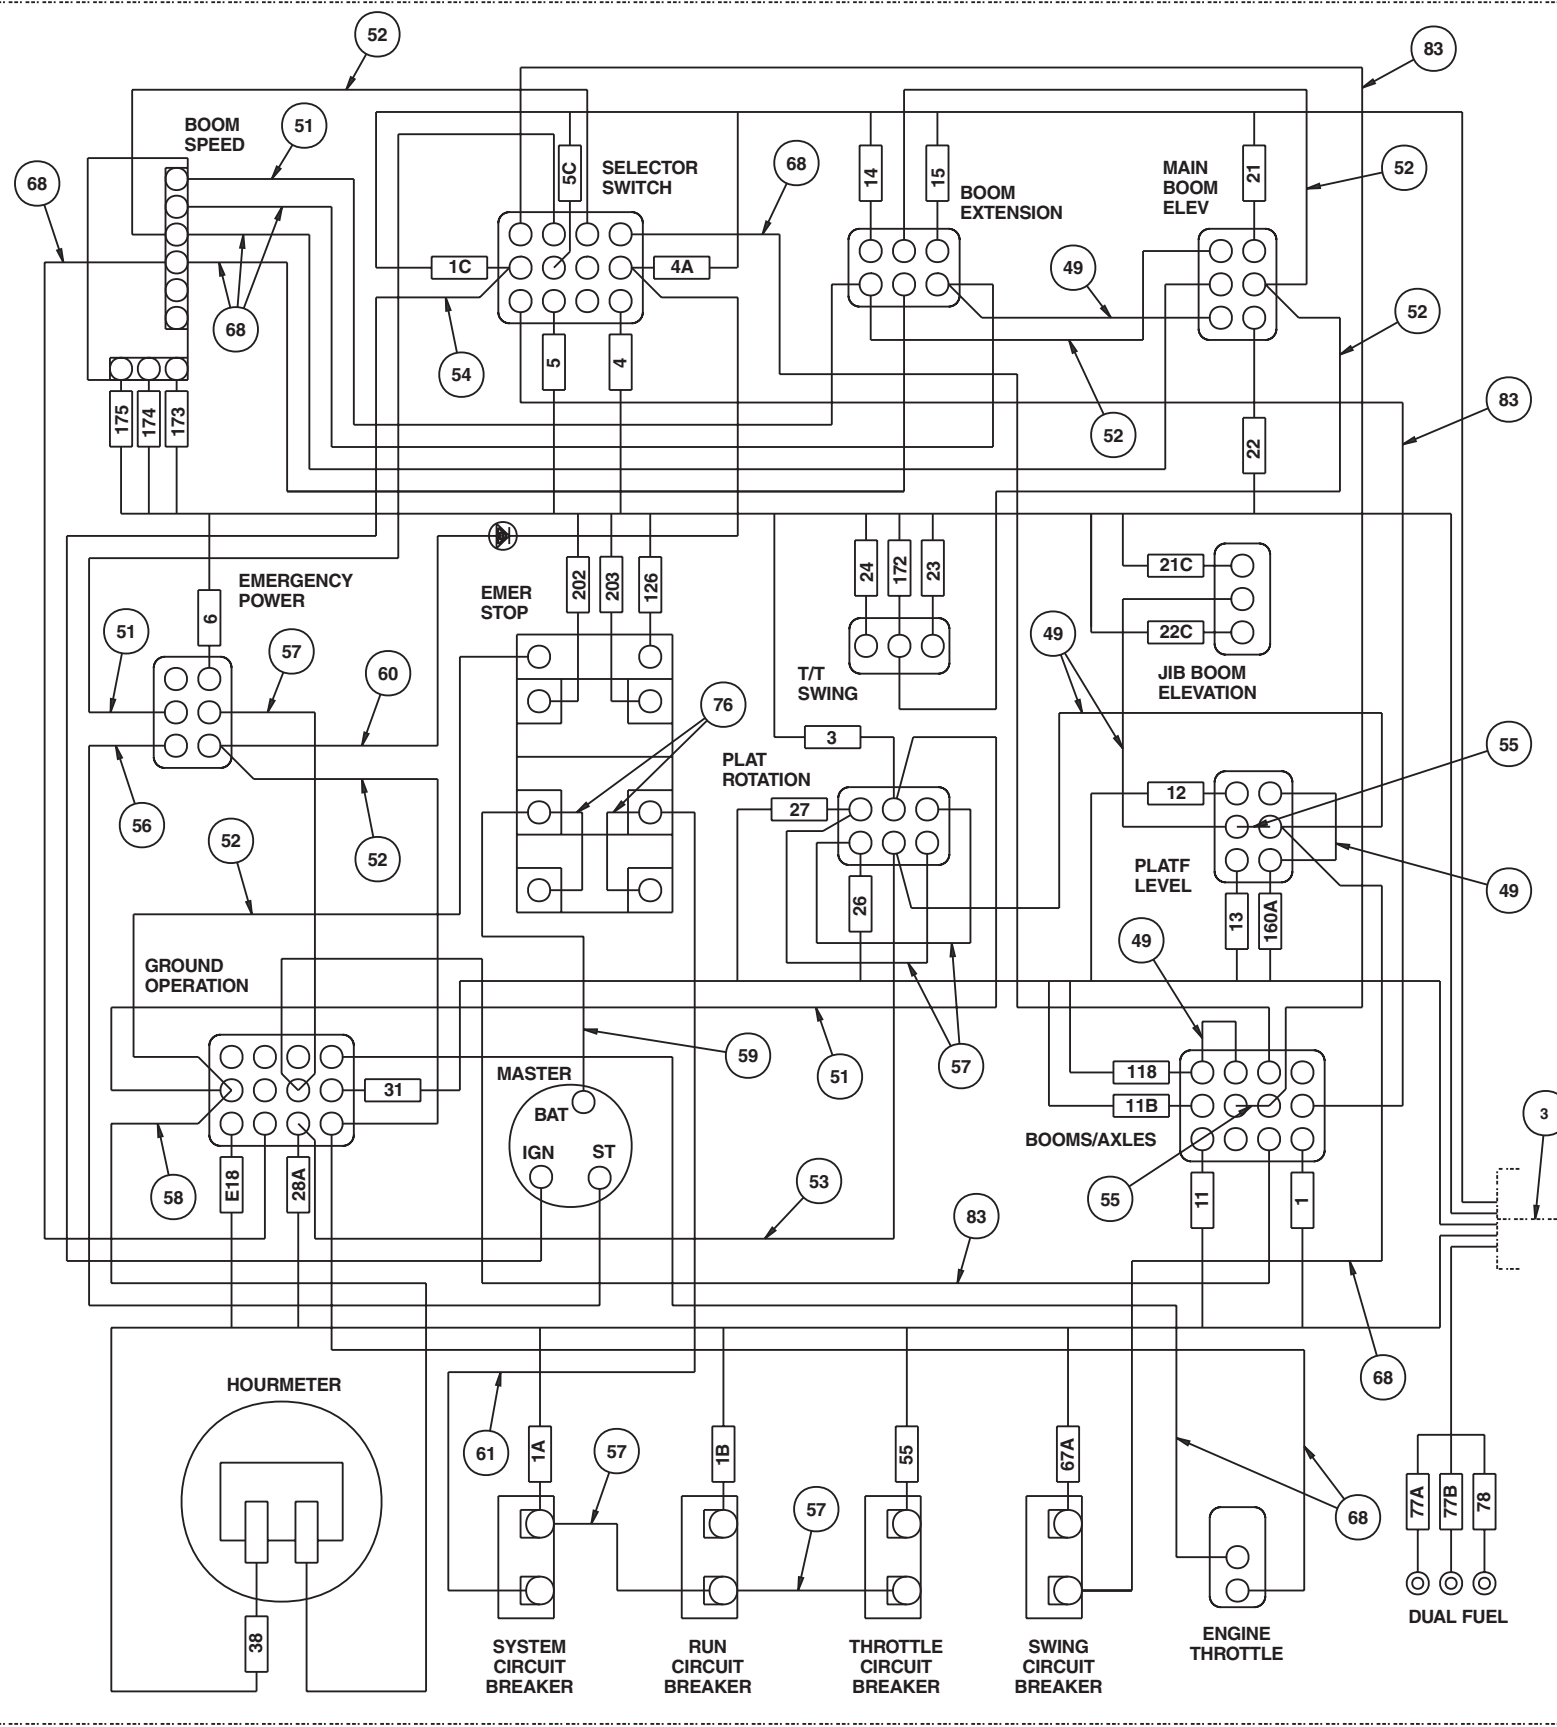 52
83
BOOM
SPEED
51
68
5C
SELECTOR
SWITCH
68
14
15
BOOM
EXTENSION
MAIN
BOOM
ELEV
21
52
1C
4A
49
68
54
52
5
4
52
83
175
174
173
22
EMERGENCY
POWER
6
EMER
STOP
202
203
126
24
172
23
21C
22C
51
57
60
49
T/T
SWING
JIB BOOM
ELEVATION
76
3
PLAT
ROTATION
27
55
12
56
52
52
PLATF
LEVEL
49
26
13
160A
49
GROUND
OPERATION
59
51
57
MASTER
BAT
IGN
ST
31
118
11B
BOOMS/AXLES
3
58
E18
28A
53
83
55
11
1
HOURMETER
68
61
1A
57
1B
55
67A
57
68
77A
77B
78
38
DUAL FUEL
SYSTEM
CIRCUIT
BREAKER
RUN
CIRCUIT
BREAKER
THROTTLE
CIRCUIT
BREAKER
SWING
CIRCUIT
BREAKER
ENGINE
THROTTLE